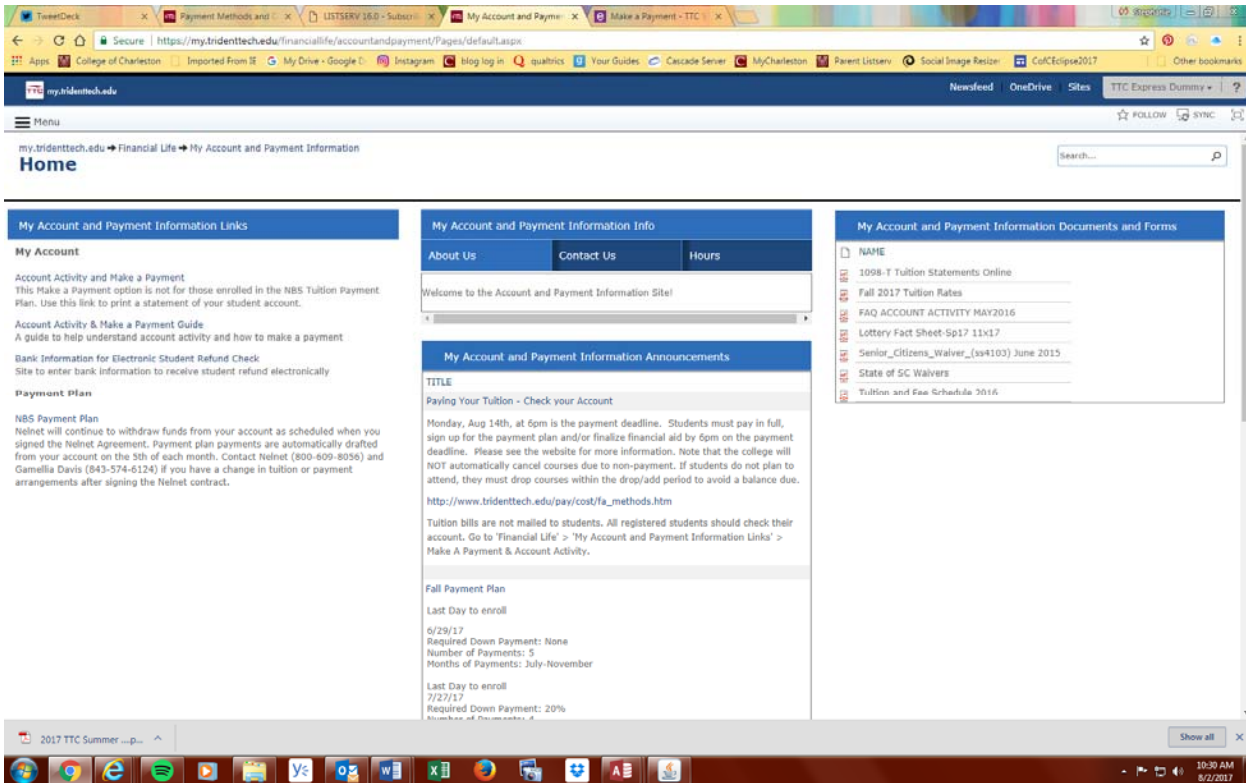 TweetDeck
Payment Methods and
LISTSERV 16.0 - Subscri
My Account and Payme
Make a Payment - TTC
Secure | https://my.tridenttech.edu/financiallife/accountandpayment/Pages/default.aspx
Apps College of Charleston Imported From IE My Drive - Google D Instagram blog log in qualtrics Your Guides Cascade Server MyCharleston Parent Listserv Social Image Resizer CofCEclipse2017 Other bookmarks
TTC my.tridenttech.edu Newsfeed OneDrive Sites TTC Express Dummy ?
Menu FOLLOW SYNC
my.tridenttech.edu → Financial Life → My Account and Payment Information
Home
Search...
My Account and Payment Information Links
My Account
Account Activity and Make a Payment
This Make a Payment option is not for those enrolled in the NBS Tuition Payment
Plan. Use this link to print a statement of your student account.
Account Activity & Make a Payment Guide
A guide to help understand account activity and how to make a payment
Bank Information for Electronic Student Refund Check
Site to enter bank information to receive student refund electronically
Payment Plan
NBS Payment Plan
Nelnet will continue to withdraw funds from your account as scheduled when you
signed the Nelnet Agreement. Payment plan payments are automatically drafted
from your account on the 5th of each month. Contact Nelnet (800-609-8056) and
Gamellia Davis (843-574-6124) if you have a change in tuition or payment
arrangements after signing the Nelnet contract.
My Account and Payment Information Info
About Us Contact Us Hours
Welcome to the Account and Payment Information Site!
My Account and Payment Information Announcements
TITLE
Paying Your Tuition - Check your Account
Monday, Aug 14th, at 6pm is the payment deadline. Students must pay in full,
sign up for the payment plan and/or finalize financial aid by 6pm on the payment
deadline. Please see the website for more information. Note that the college will
NOT automatically cancel courses due to non-payment. If students do not plan to
attend, they must drop courses within the drop/add period to avoid a balance due.
http://www.tridenttech.edu/pay/cost/fa_methods.htm
Tuition bills are not mailed to students. All registered students should check their
account. Go to 'Financial Life' > 'My Account and Payment Information Links' >
Make A Payment & Account Activity.
Fall Payment Plan
Last Day to enroll
6/29/17
Required Down Payment: None
Number of Payments: 5
Months of Payments: July-November
Last Day to enroll
7/27/17
Required Down Payment: 20%
Number of Payments: 4
My Account and Payment Information Documents and Forms
NAME
1098-T Tuition Statements Online
Fall 2017 Tuition Rates
FAQ ACCOUNT ACTIVITY MAY2016
Lottery Fact Sheet-Sp17 11x17
Senior_Citizens_Waiver_(ss4103) June 2015
State of SC Waivers
Tuition and Fee Schedule 2016
2017 TTC Summer ....p... Show all
10:30 AM
8/2/2017